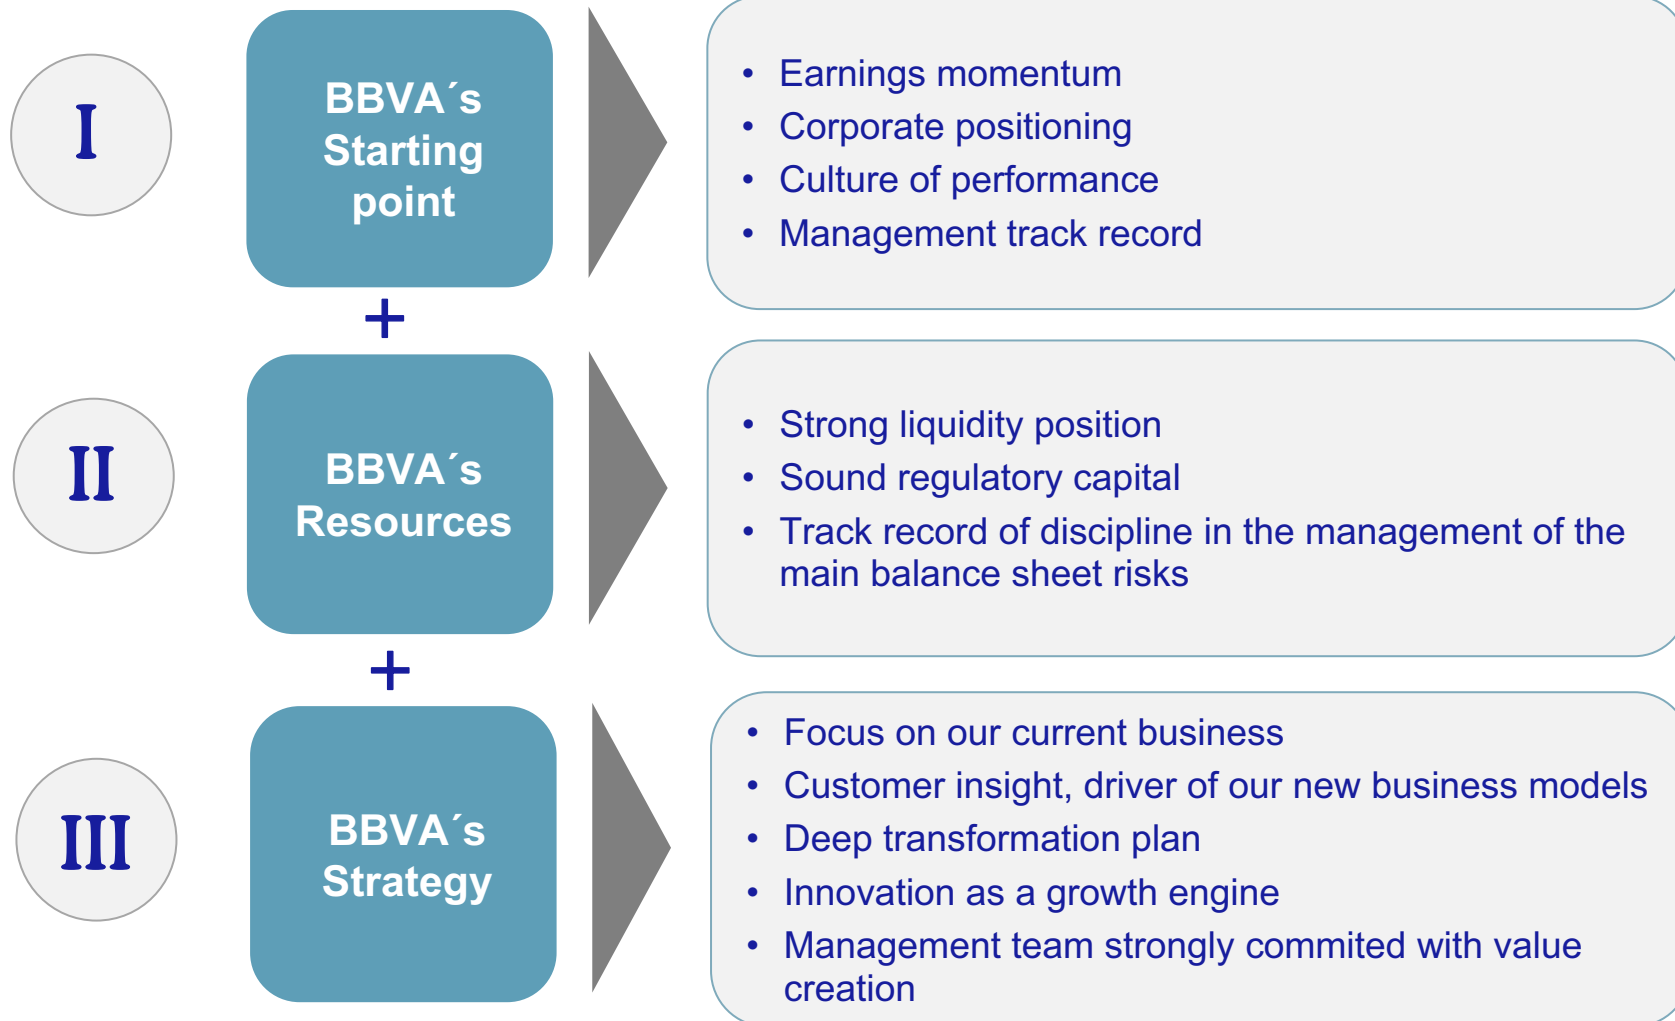 I
BBVA´s
Starting
point
• Earnings momentum
• Corporate positioning
• Culture of performance
• Management track record
+
II
BBVA´s
Resources
• Strong liquidity position
• Sound regulatory capital
• Track record of discipline in the management of the
main balance sheet risks
+
III
BBVA´s
Strategy
• Focus on our current business
• Customer insight, driver of our new business models
• Deep transformation plan
• Innovation as a growth engine
• Management team strongly commited with value
creation